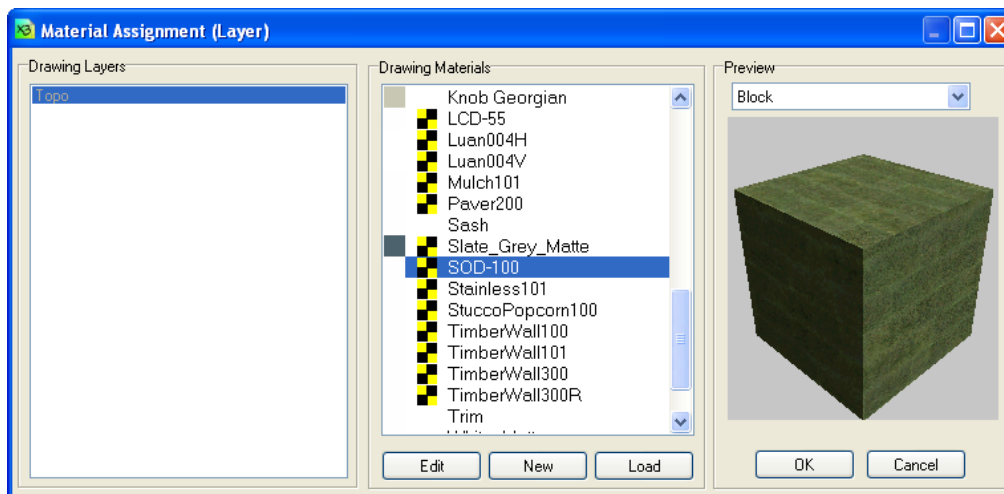 X3 Material Assignment (Layer)
Drawing Layers
Topo
Drawing Materials
Knob Georgian
LCD-55
Luan004H
Luan004V
Mulch101
Paver200
Sash
Slate_Grey_Matte
SOD-100
Stainless101
StuccoPopcorn100
TimberWall100
TimberWall101
TimberWall300
TimberWall300R
Trim
Edit New Load
Preview
Block
OK Cancel